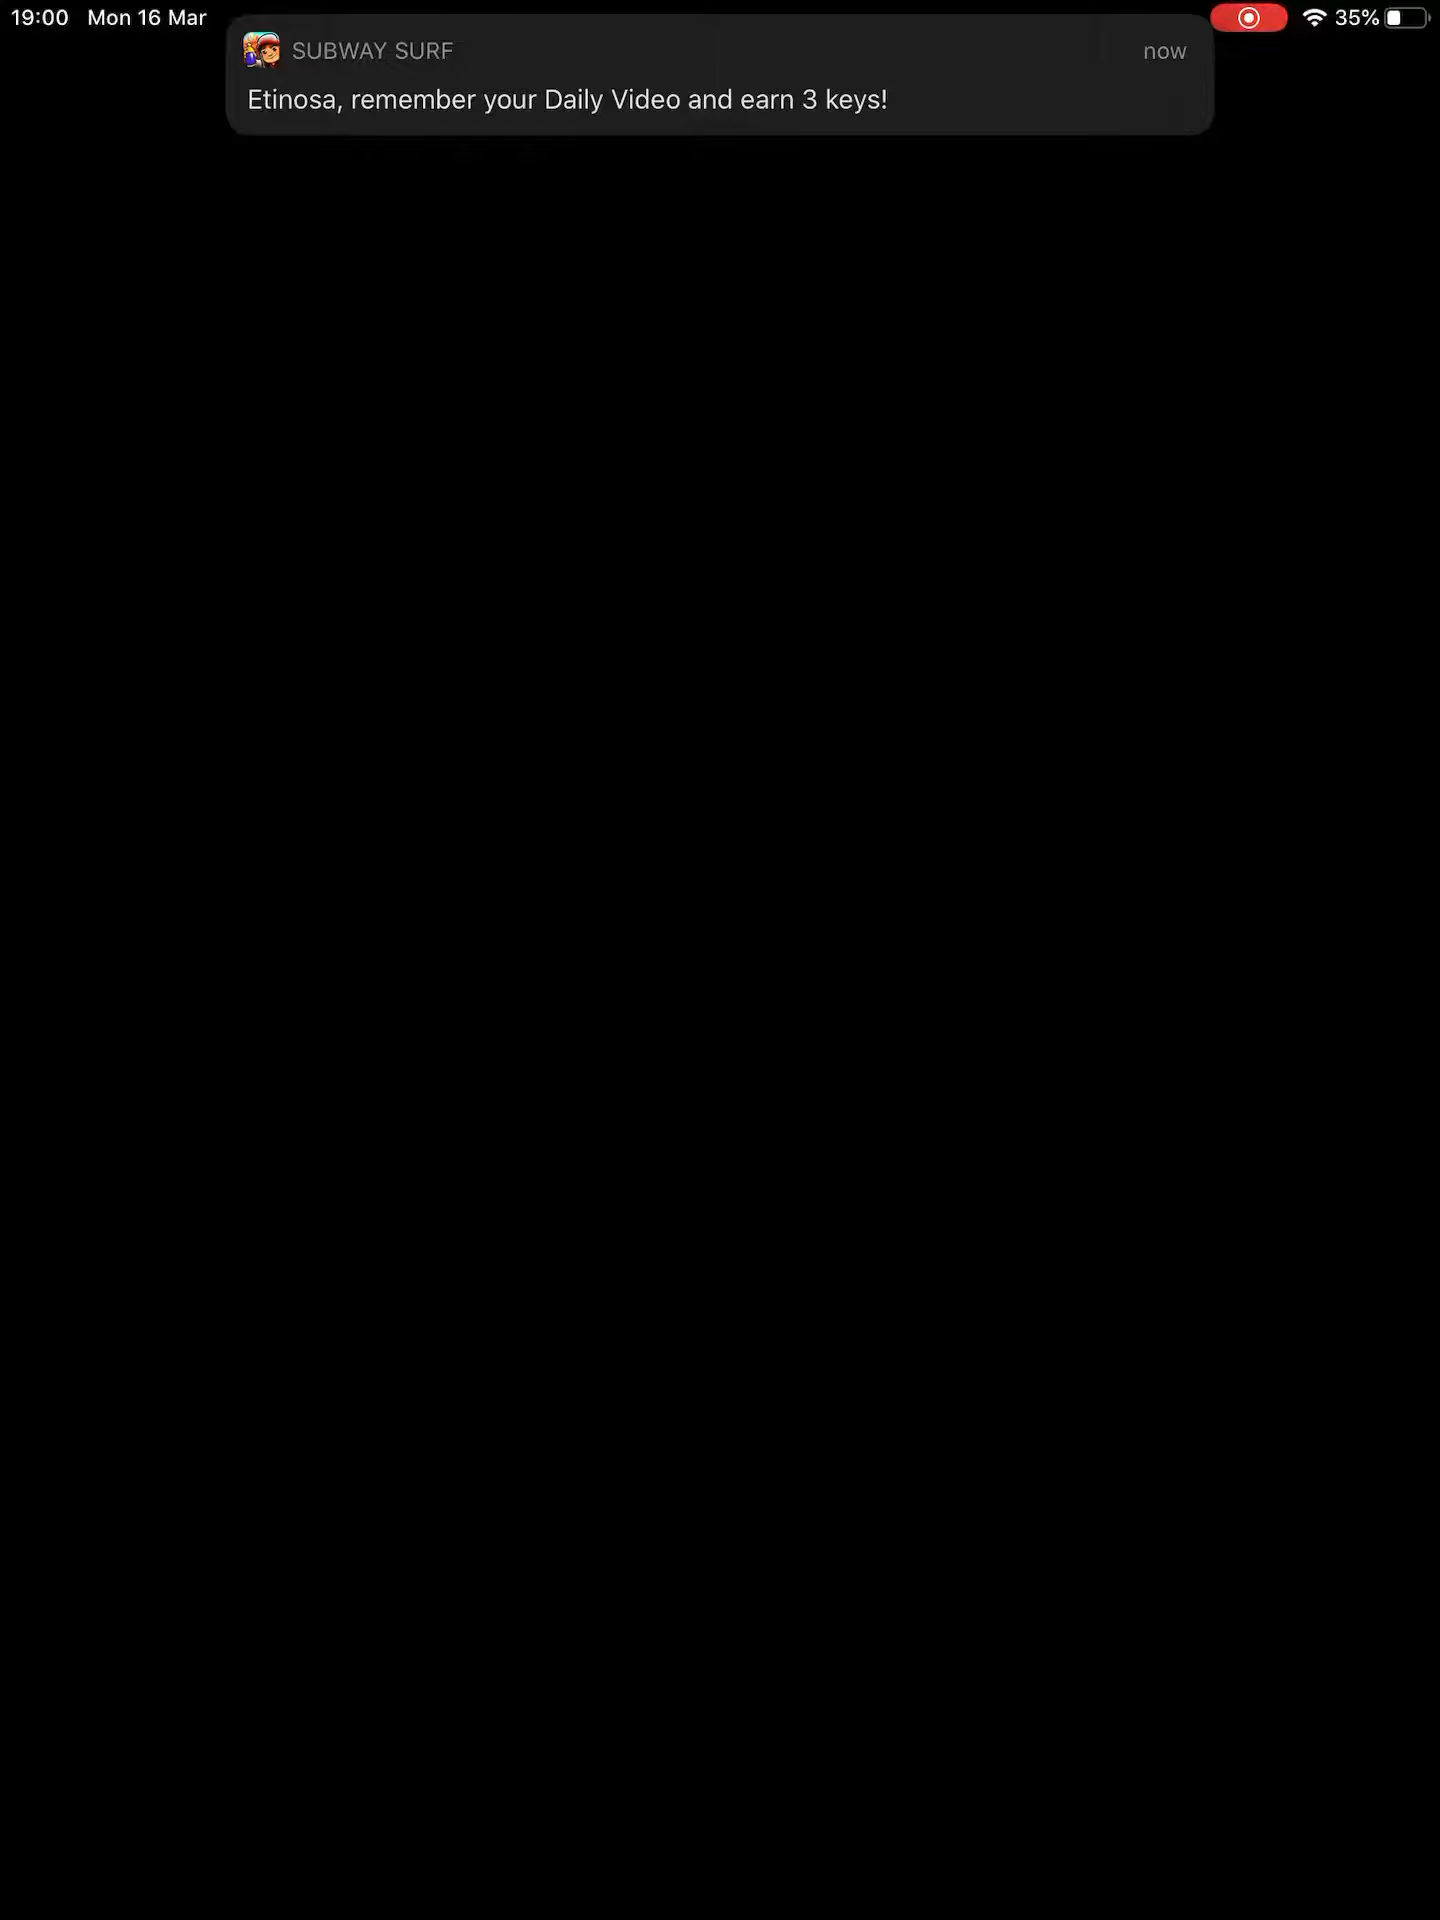 19:00 Mon 16 Mar 35%
SUBWAY SURF now
Etinosa, remember your Daily Video and earn 3 keys!